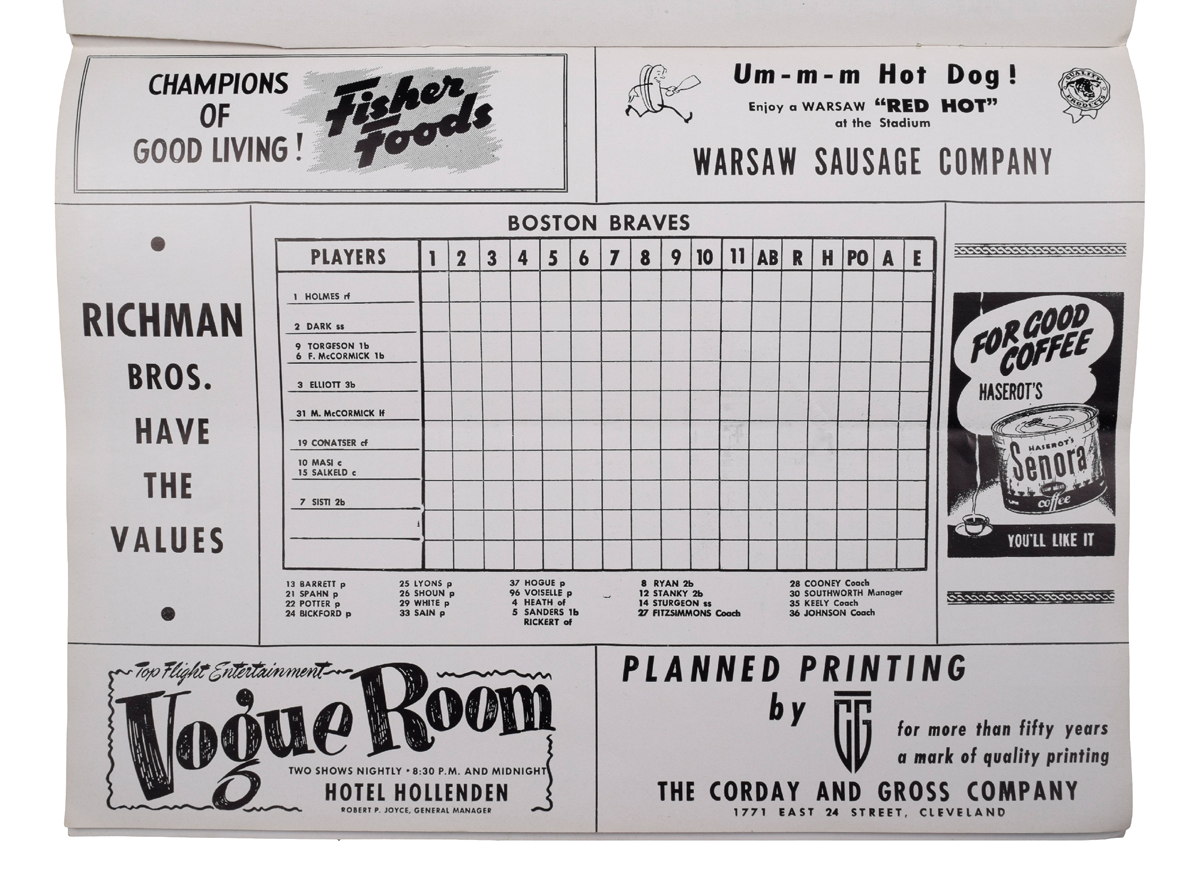 CHAMPIONS
OF
GOOD LIVING!
Fisher
Foods
Um-m-m Hot Dog!
Enjoy a WARSAW "RED HOT"
at the Stadium
WARSAW SAUSAGE COMPANY
QUALITY
PRODUCTS
RICHMAN
BROS.
HAVE
THE
VALUES
BOSTON BRAVES
PLAYERS 1 2 3 4 5 6 7 8 9 10 11 AB R H PO A E
1 HOLMES rf
2 DARK ss
9 TORGESON 1b
6 F. McCORMICK 1b
3 ELLIOTT 3b
31 M. McCORMICK lf
19 CONATSER cf
10 MASI c
15 SALKELD c
7 SISTI 2b
13 BARRETT p
21 SPAHN p
22 POTTER p
24 BICKFORD p
25 LYONS p
26 SHOUN p
29 WHITE p
33 SAIN p
37 HOGUE p
96 VOISELLE p
4 HEATH of
5 SANDERS 1b
RICKERT of
8 RYAN 2b
12 STANKY 2b
14 STURGEON ss
27 FITZSIMMONS Coach
28 COONEY Coach
30 SOUTHWORTH Manager
35 KEELY Coach
36 JOHNSON Coach
FOR GOOD
COFFEE
HASEROT'S
HASEROT'S
Senora
coffee
YOU'LL LIKE IT
Top Flight Entertainment
Vogue Room
TWO SHOWS NIGHTLY • 8:30 P.M. AND MIDNIGHT
HOTEL HOLLENDEN
ROBERT P. JOYCE, GENERAL MANAGER
PLANNED PRINTING
by CG
for more than fifty years
a mark of quality printing
THE CORDAY AND GROSS COMPANY
1771 EAST 24 STREET, CLEVELAND